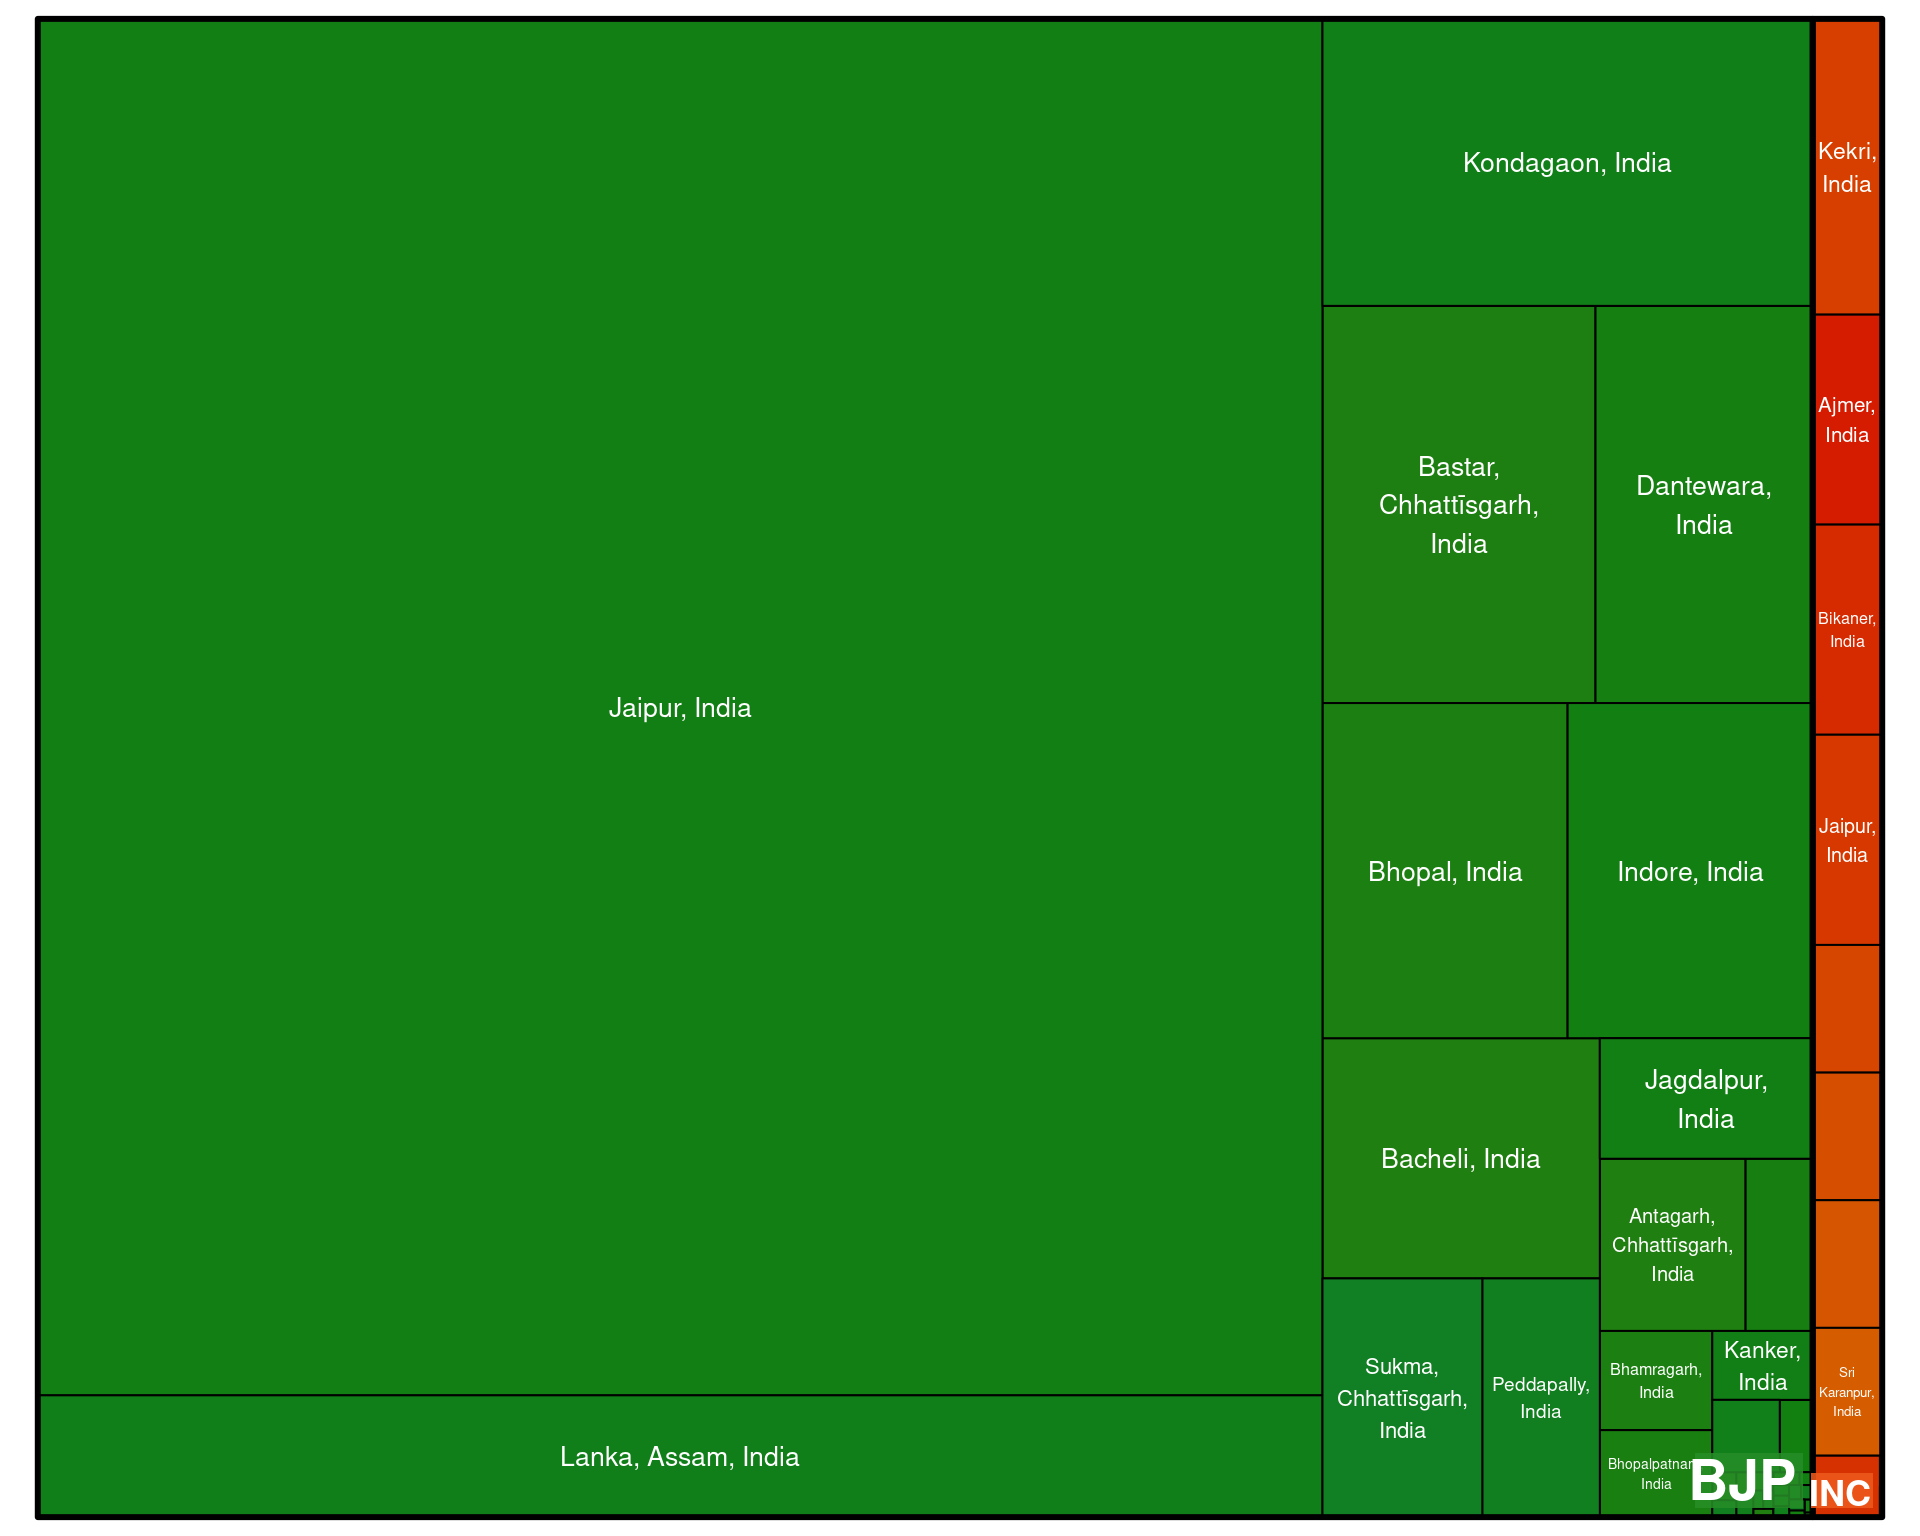 Jaipur, India
Lanka, Assam, India
Kondagaon, India
Bastar,
Chhattīsgarh,
India
Dantewara,
India
Bhopal, India
Indore, India
Bacheli, India
Jagdalpur,
India
Antagarh,
Chhattīsgarh,
India
Sukma,
Chhattīsgarh,
India
Peddapally,
India
Bhamragarh,
India
Kanker,
India
India
BJP
Kekri,
India
Ajmer,
India
Bikaner,
India
Jaipur,
India
Sri
Karanpur,
India
INC